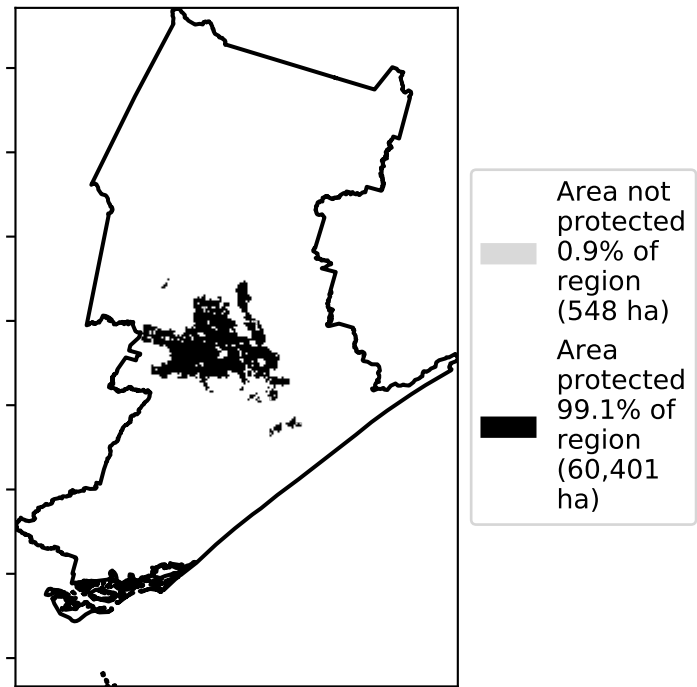 Area not
protected
0.9% of
region
(548 ha)
Area
protected
99.1% of
region
(60,401
ha)